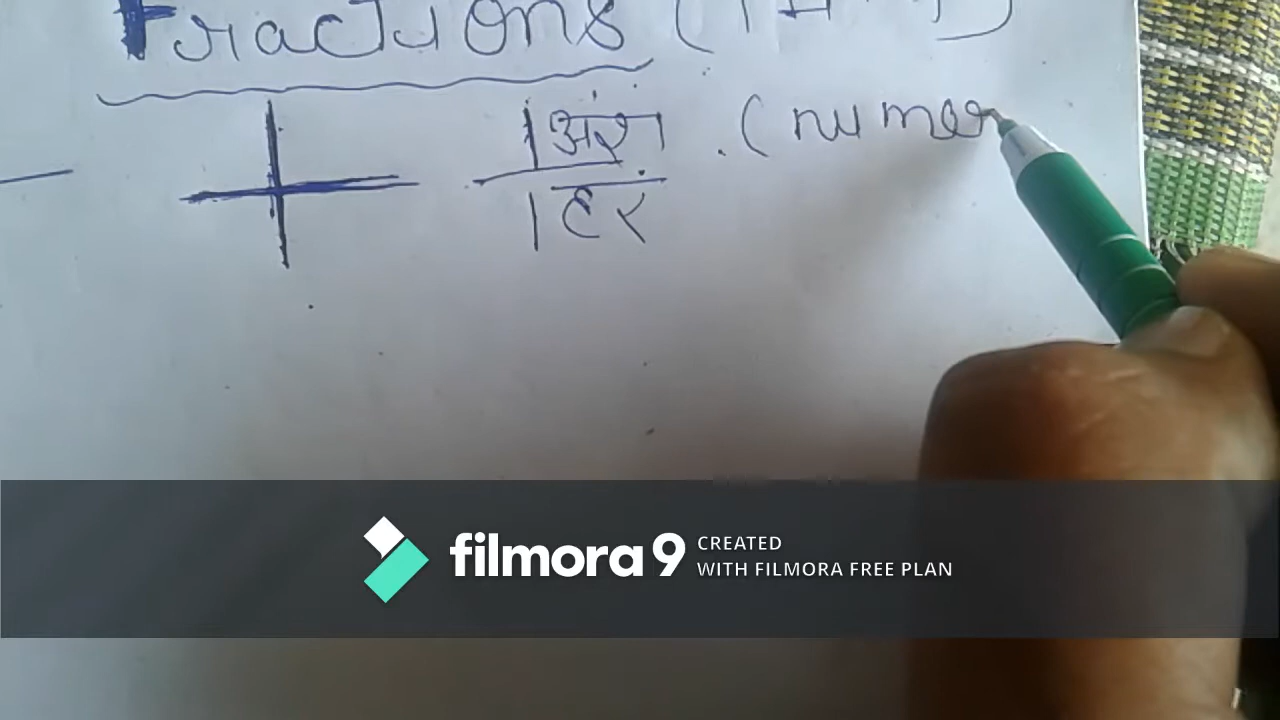 Fractions (
अंश (numer
हर
filmora 9 CREATED
WITH FILMORA FREE PLAN